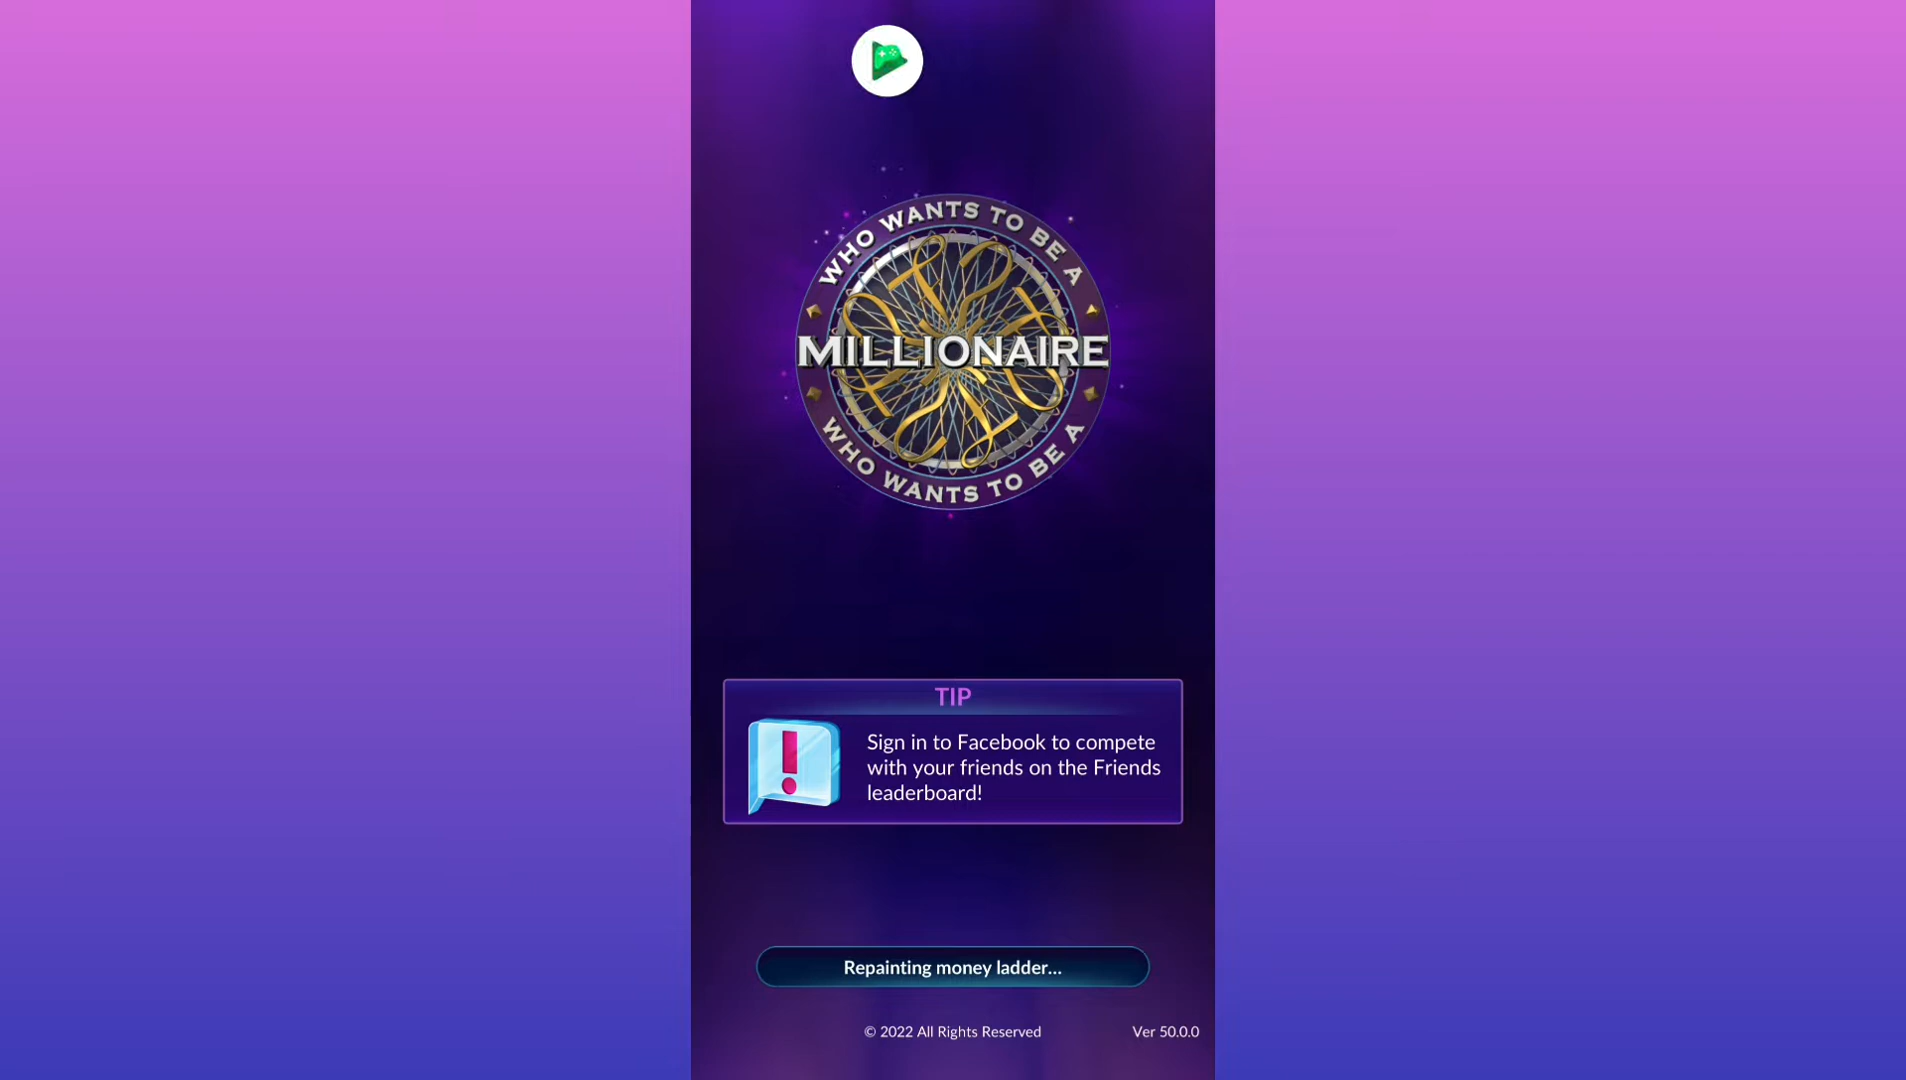 WHO WANTS TO BE A
MILLIONAIRE
WHO WANTS TO BE A
TIP
Sign in to Facebook to compete
with your friends on the Friends
leaderboard!
Repainting money ladder...
© 2022 All Rights Reserved
Ver 50.0.0